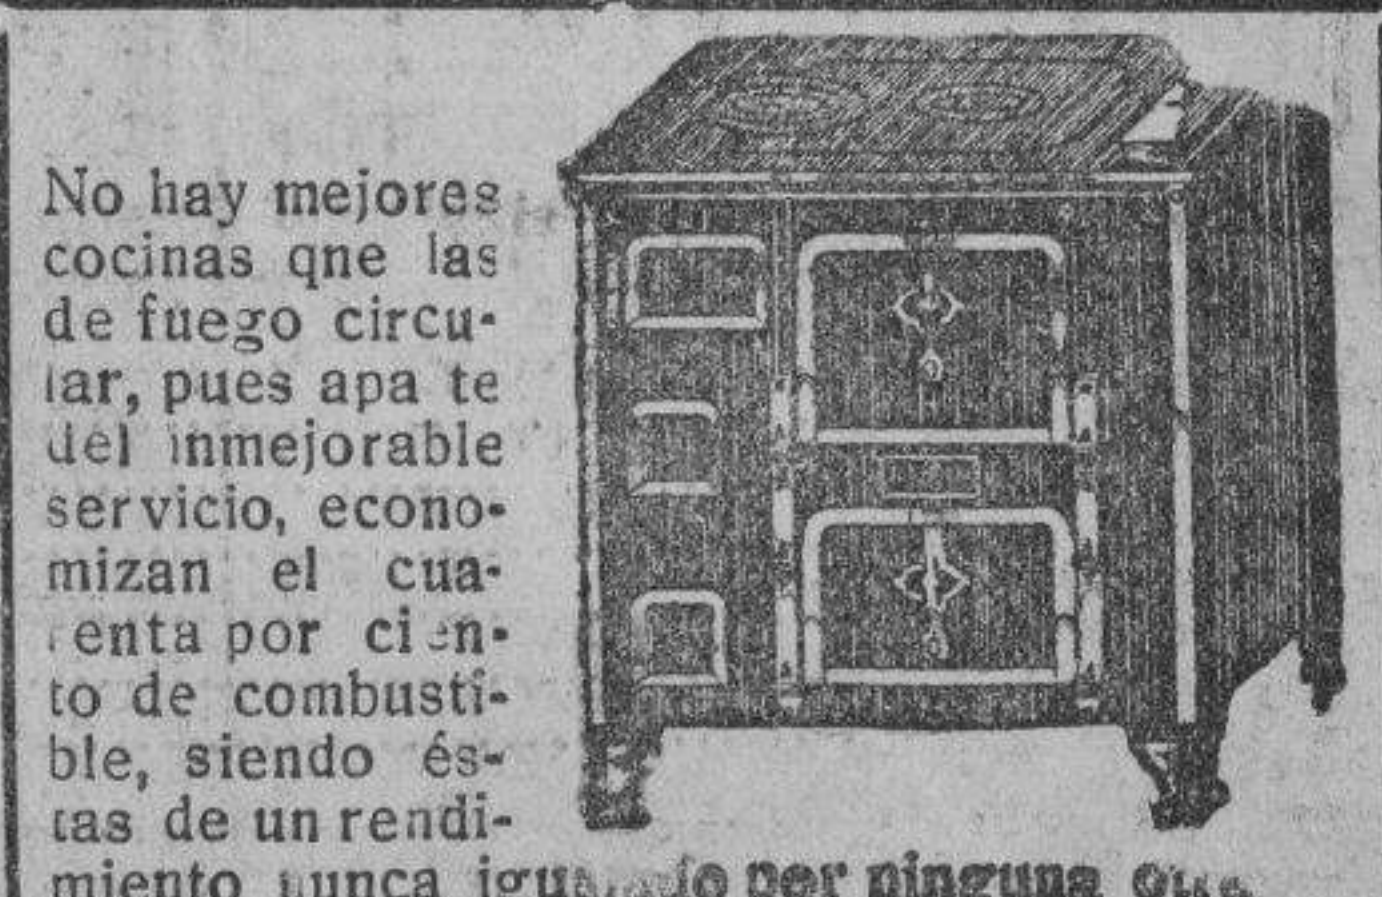 No hay mejores
cocinas qne las
de fuego circu-
lar, pues apa te
del inmejorable
servicio, econo-
mizan el cua-
renta por cien-
to de combusti-
ble, siendo és-
tas de un rendi-
miento nunca por ninguna